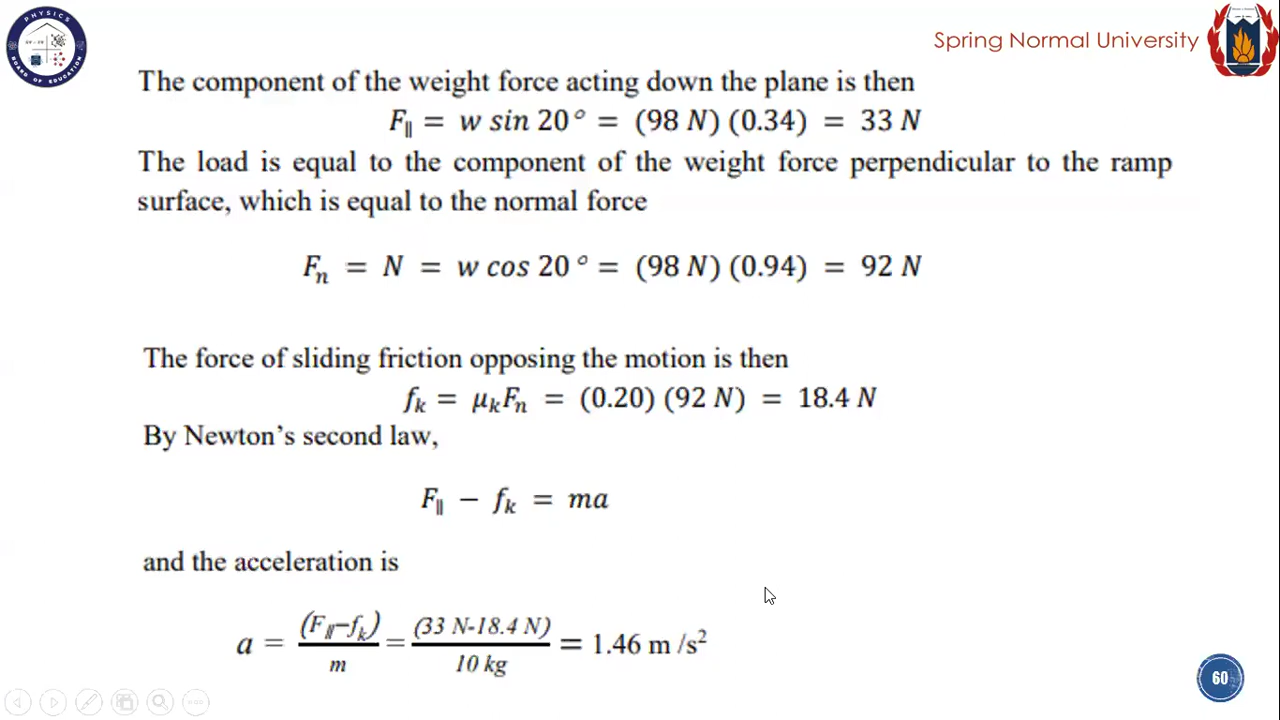 PHYSICS
BOARD OF EDUCATION
Spring Normal University
The component of the weight force acting down the plane is then
F∥ = w sin 20° = (98 N) (0.34) = 33 N
The load is equal to the component of the weight force perpendicular to the ramp
surface, which is equal to the normal force
Fₙ = N = w cos 20° = (98 N) (0.94) = 92 N
The force of sliding friction opposing the motion is then
fₖ = μₖFₙ = (0.20) (92 N) = 18.4 N
By Newton’s second law,
F∥ − fₖ = ma
and the acceleration is
a = (F∥−fₖ)/m = (33 N-18.4 N)/10 kg = 1.46 m /s²
60